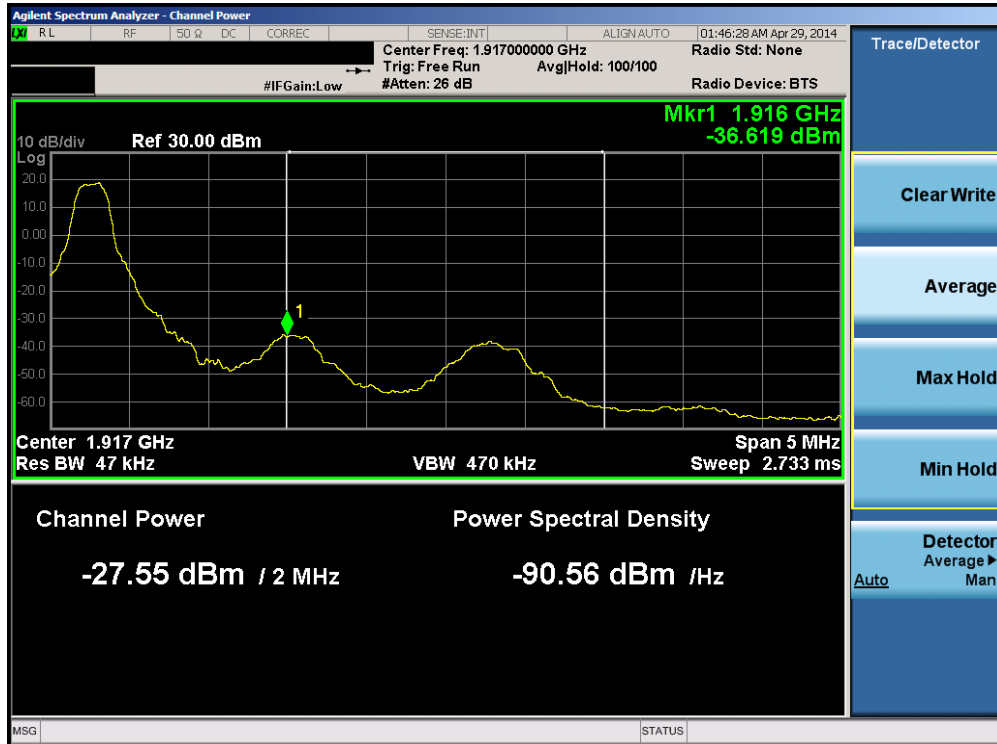 Agilent Spectrum Analyzer - Channel Power
LXI RL RF 50 Ω DC CORREC SENSE:INT ALIGN AUTO 01:46:28 AM Apr 29, 2014
Center Freq: 1.917000000 GHz Radio Std: None
Trig: Free Run Avg|Hold: 100/100
#IFGain:Low #Atten: 26 dB Radio Device: BTS
Mkr1 1.916 GHz
-36.619 dBm
10 dB/div Ref 30.00 dBm
Log
20.0
10.0
0.00
-10.0
-20.0
-30.0
-40.0
-50.0
-60.0
1
Center 1.917 GHz Span 5 MHz
Res BW 47 kHz VBW 470 kHz Sweep 2.733 ms
Channel Power Power Spectral Density
-27.55 dBm / 2 MHz -90.56 dBm /Hz
MSG STATUS
Trace/Detector
Clear Write
Average
Max Hold
Min Hold
Detector
Average
Auto Man